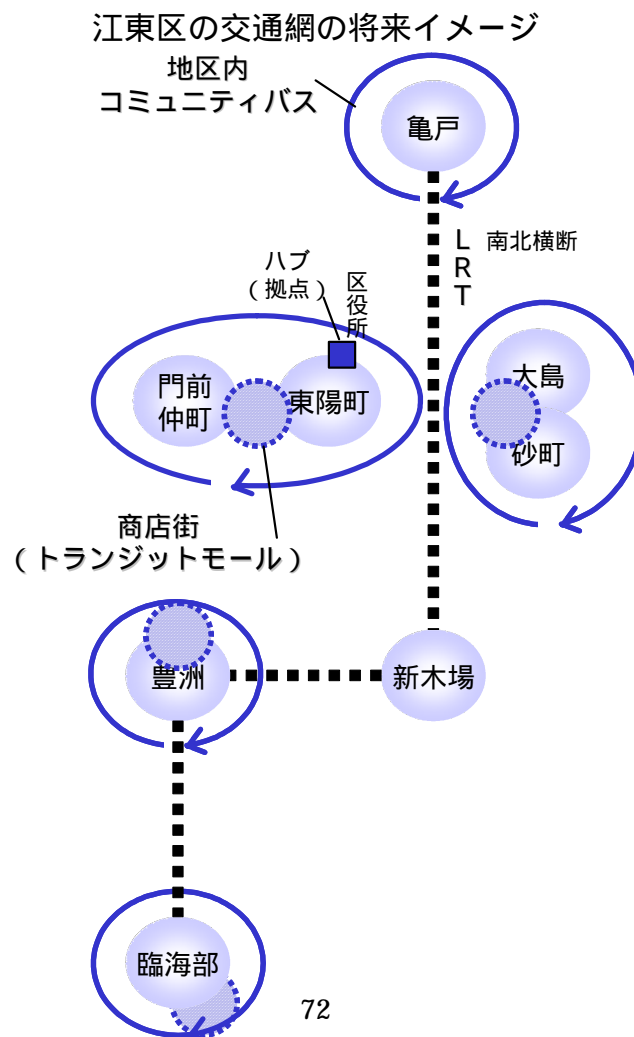 江東区の交通網の将来イメージ
地区内
コミュニティバス
亀戸
LRT
南北横断
ハブ
(拠点)
区役所
門前
仲町
東陽町
大島
砂町
商店街
(トランジットモール)
豊洲
新木場
臨海部
72